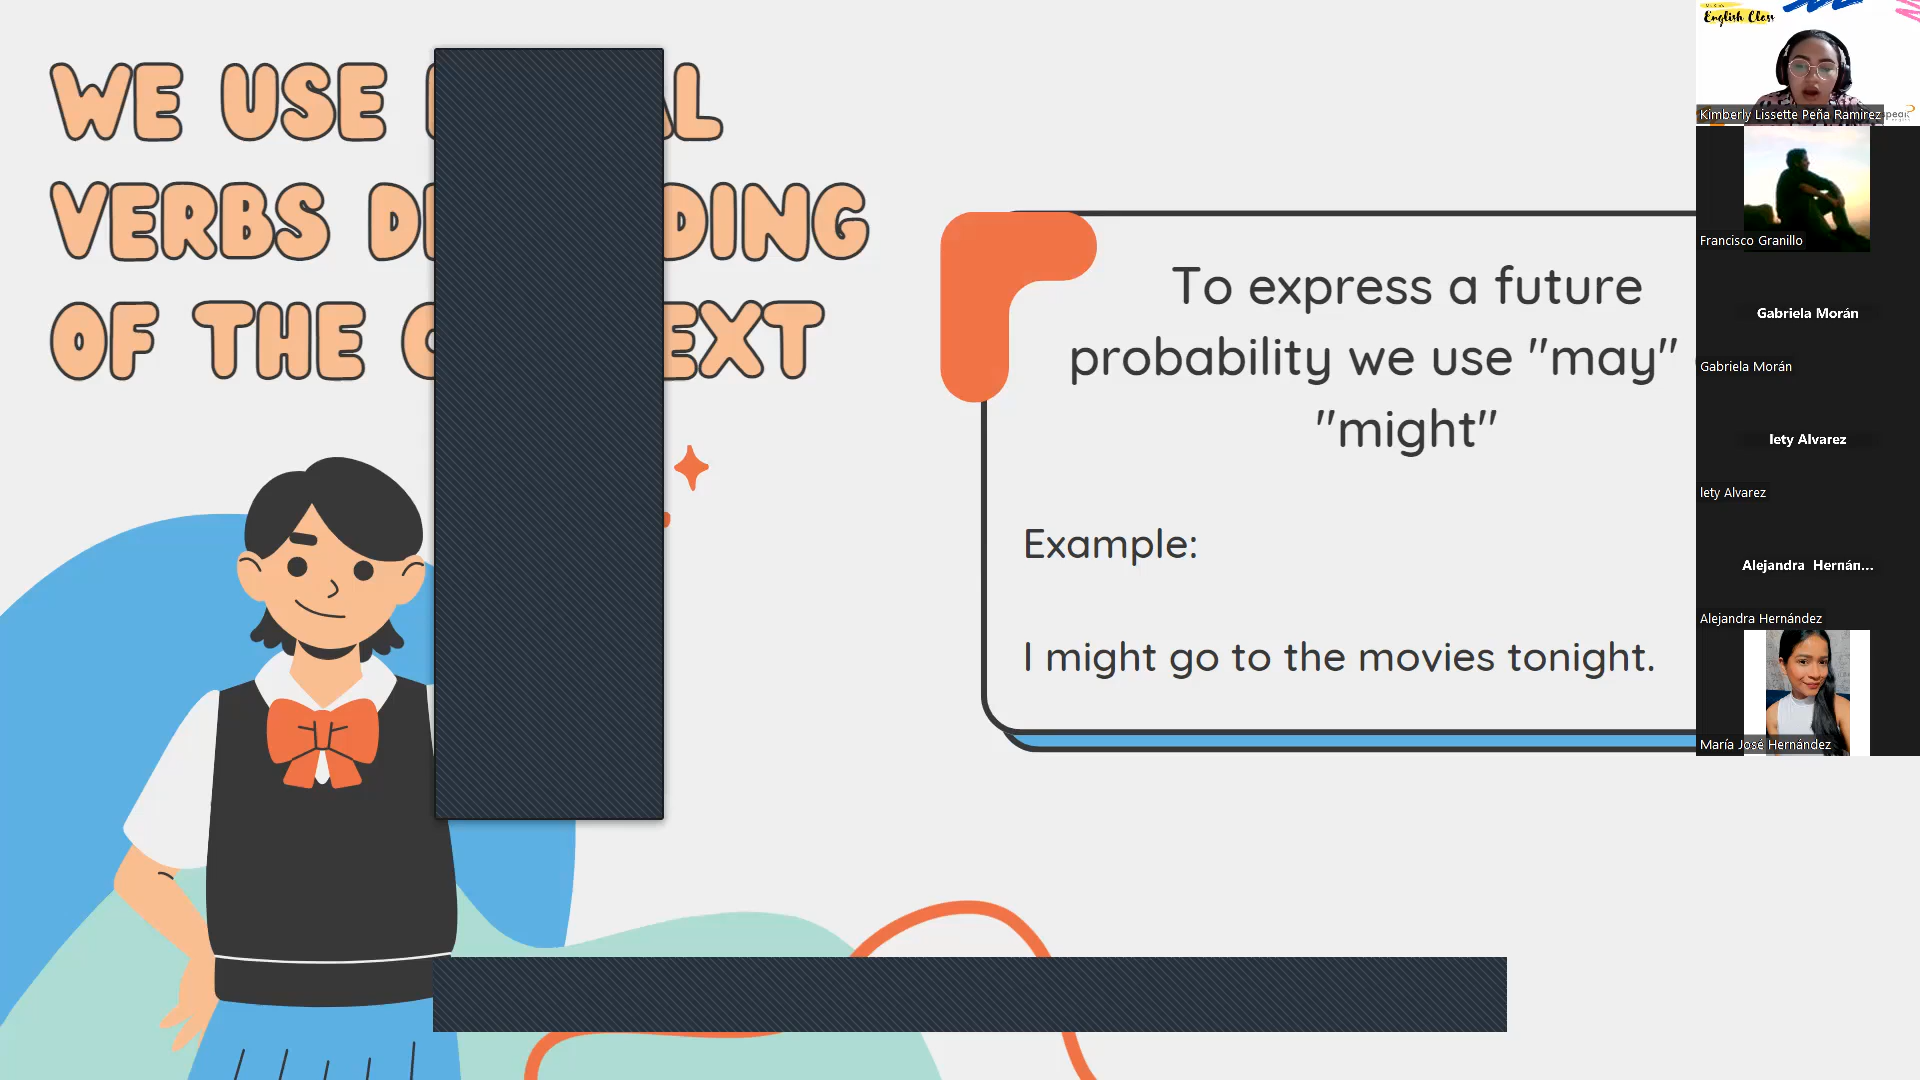 WE USE AL
VERBS D DING
OF THE EXT
To express a future
probability we use "may"
"might"
Example:
I might go to the movies tonight.
English Class
Kimberly Lissette Peña Ramirez
speak
Francisco Granillo
Gabriela Morán
Gabriela Morán
lety Alvarez
lety Alvarez
Alejandra Hernán...
Alejandra Hernández
María José Hernández